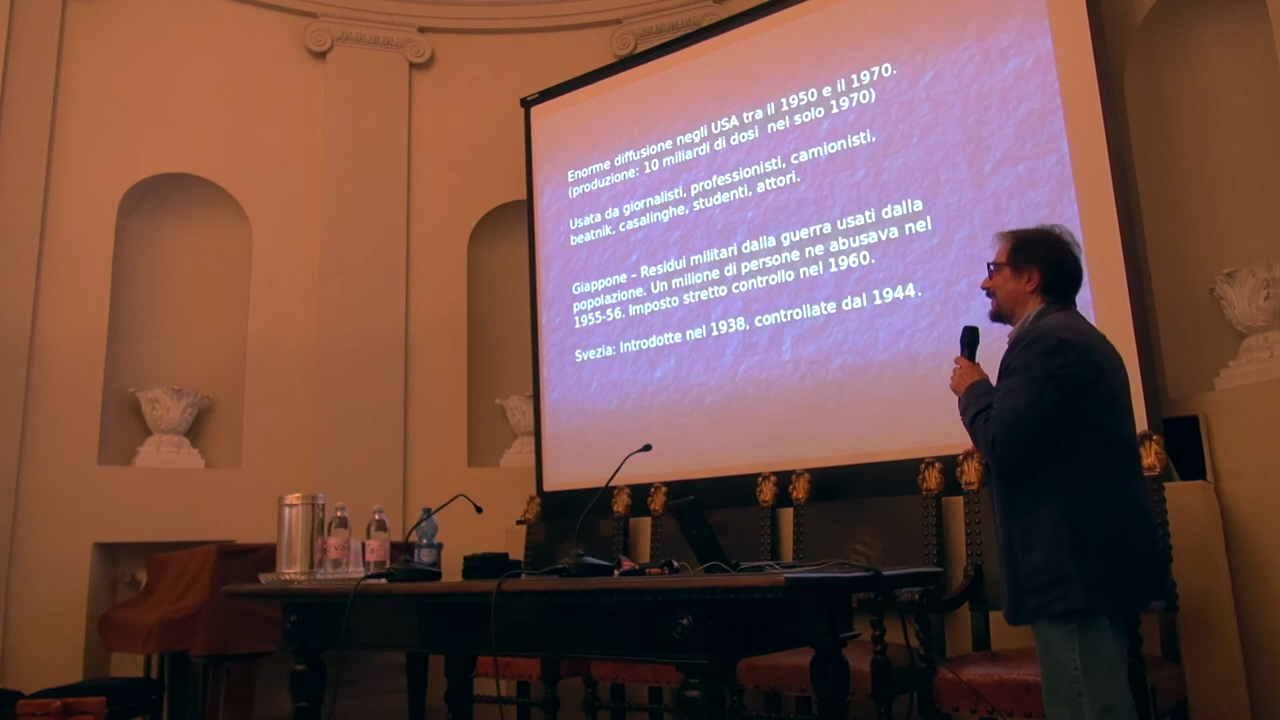 Enorme diffusione negli USA tra il 1950 e il 1970.
(produzione: 10 miliardi di dosi nel solo 1970)
Usata da giornalisti, professionisti, camionisti,
beatnik, casalinghe, studenti, attori.
Giappone – Residui militari dalla guerra usati dalla
popolazione. Un milione di persone ne abusava nel
1955-56. Imposto stretto controllo nel 1960.
Svezia: Introdotte nel 1938, controllate dal 1944.